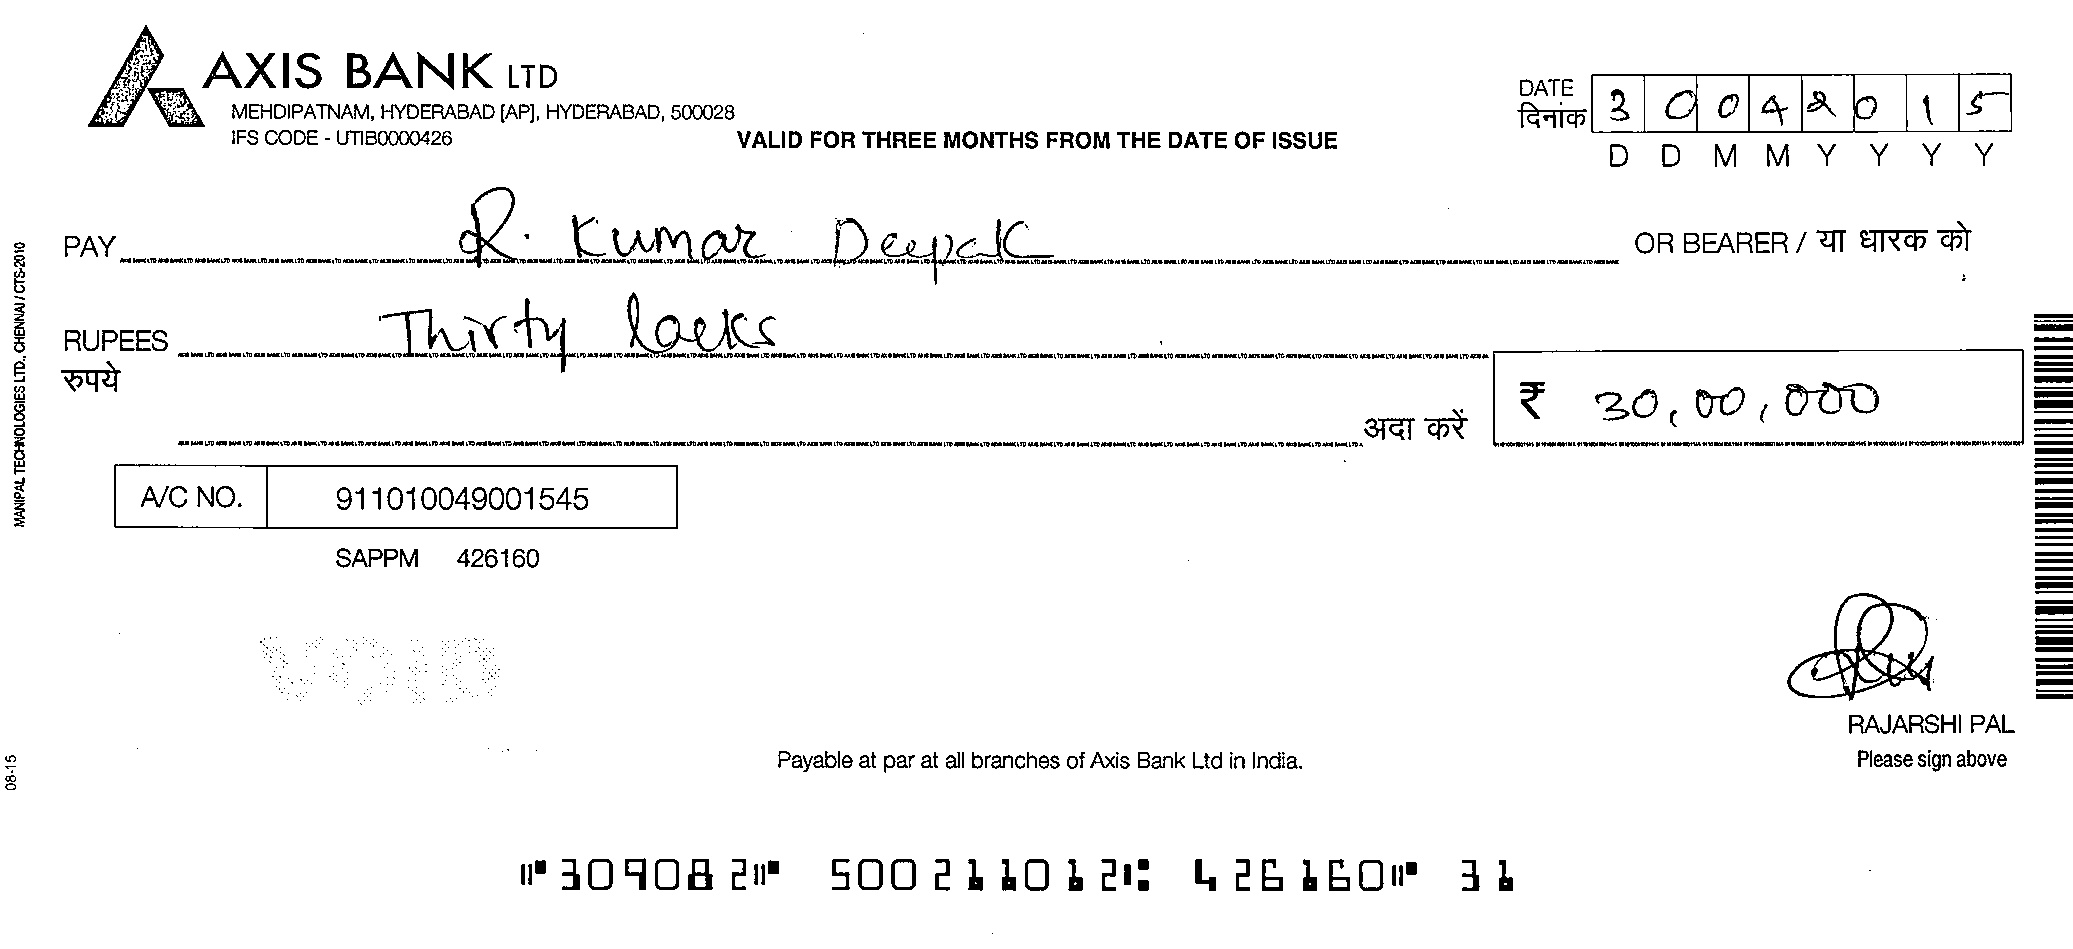 AXIS BANK LTD
MEHDIPATNAM, HYDERABAD [AP], HYDERABAD, 500028
IFS CODE - UTIB0000426
VALID FOR THREE MONTHS FROM THE DATE OF ISSUE
DATE
दिनांक
3 0 0 4 2 0 1 5
D D M M Y Y Y Y
PAY R. Kumar Deepak OR BEARER / या धारक को
RUPEES Thirty lacks
रुपये
अदा करें ₹ 30,00,000
A/C NO. 911010049001545
SAPPM 426160
VOID
RAJARSHI PAL
Please sign above
Payable at par at all branches of Axis Bank Ltd in India.
MANIPAL TECHNOLOGIES LTD., CHENNAI / CTS-2010
08-15
⑈309082⑈ 500211012⑆ 426160⑈ 31